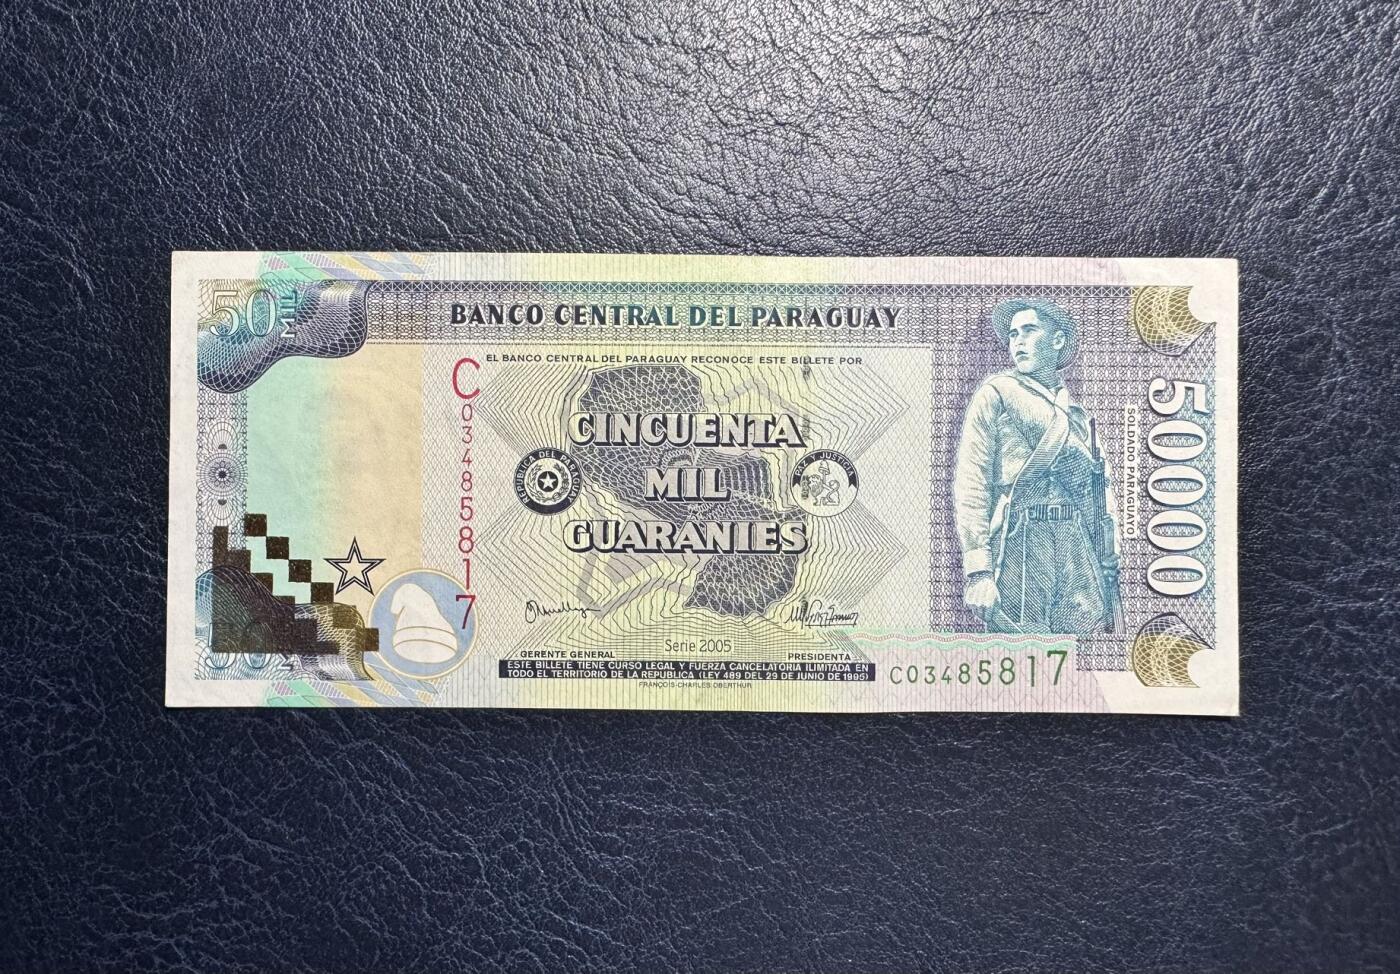 50
MIL
BANCO CENTRAL DEL PARAGUAY
EL BANCO CENTRAL DEL PARAGUAY RECONOCE ESTE BILLETE POR
C03485817
CINCUENTA
MIL
GUARANIES
REPUBLICA DEL PARAGUAY
PAZ Y JUSTICIA
50000
SOLDADO PARAGUAYO
Serie 2005
GERENTE GENERAL
PRESIDENTA
ESTE BILLETE TIENE CURSO LEGAL Y FUERZA CANCELATORIA ILIMITADA EN
TODO EL TERRITORIO DE LA REPUBLICA (LEY 489 DEL 29 DE JUNIO DE 1995)
FRANÇOIS-CHARLES OBERTHUR
C03485817
50